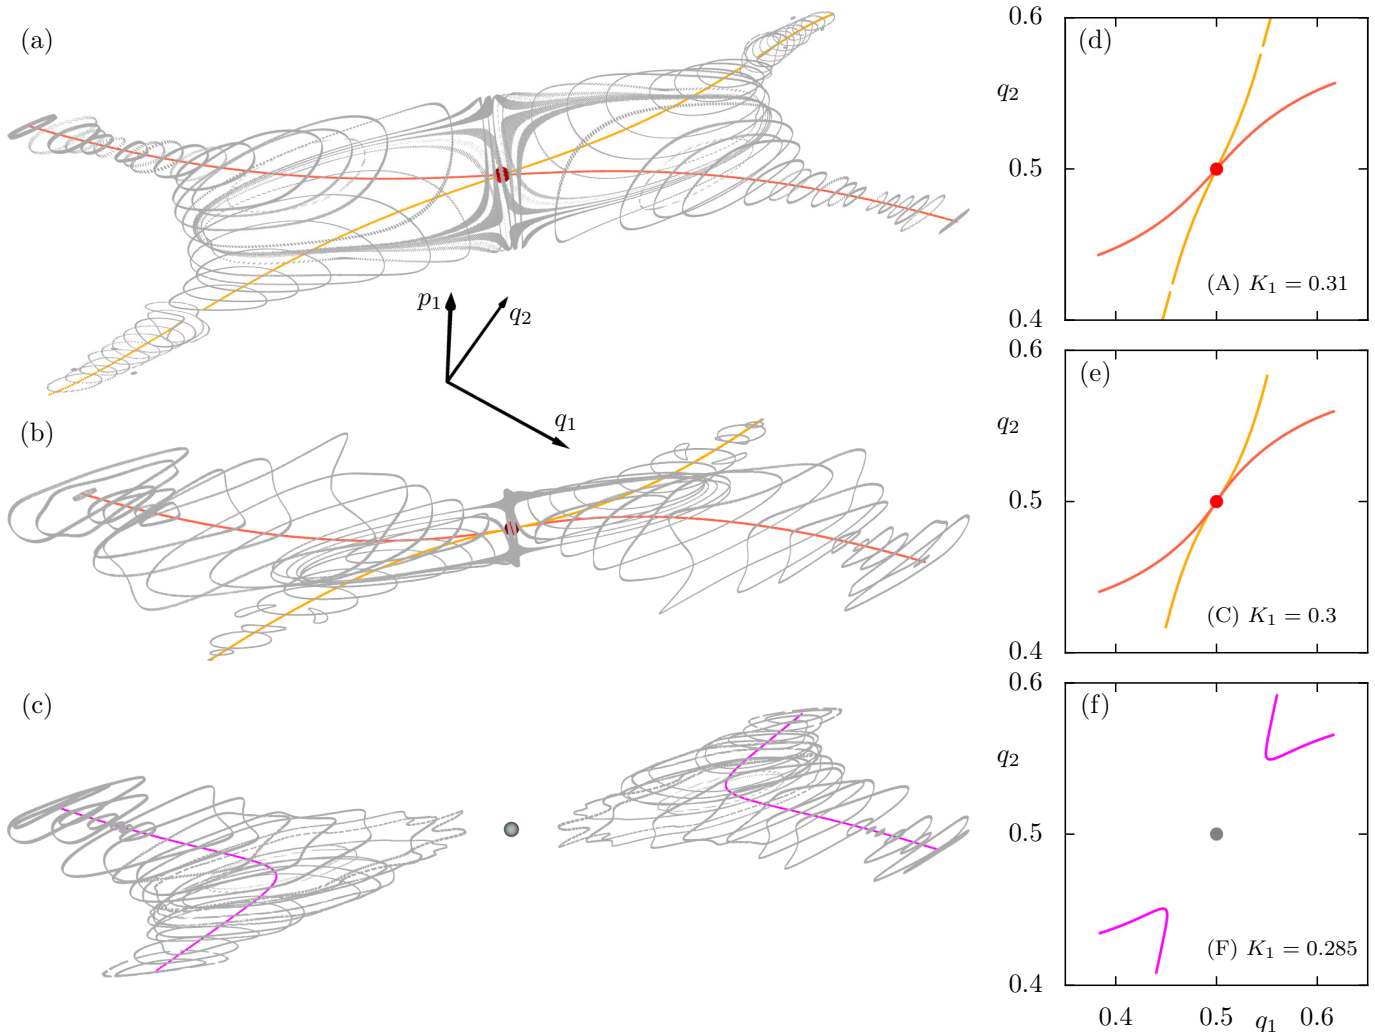 (a)
p₁
q₂
q₁
(b)
(c)
0.6
(d)
q₂
0.5
(A) K₁ = 0.31
0.4
0.6
(e)
q₂
0.5
(C) K₁ = 0.3
0.4
0.6
(f)
q₂
0.5
(F) K₁ = 0.285
0.4
0.4 0.5 q₁ 0.6